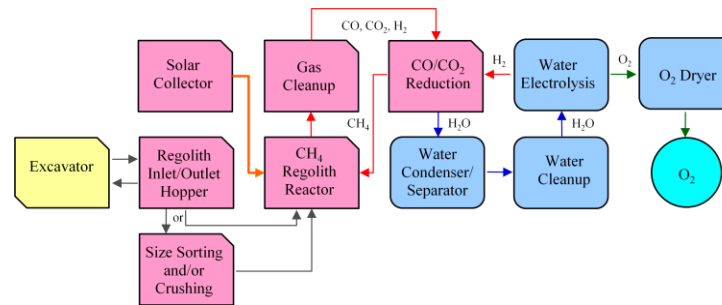 CO, CO₂, H₂
Solar
Collector
Gas
Cleanup
CO/CO₂
Reduction
H₂
Water
Electrolysis
O₂
O₂ Dryer
CH₄
H₂O
H₂O
Excavator
Regolith
Inlet/Outlet
Hopper
CH₄
Regolith
Reactor
Water
Condenser/
Separator
Water
Cleanup
O₂
or
Size Sorting
and/or
Crushing